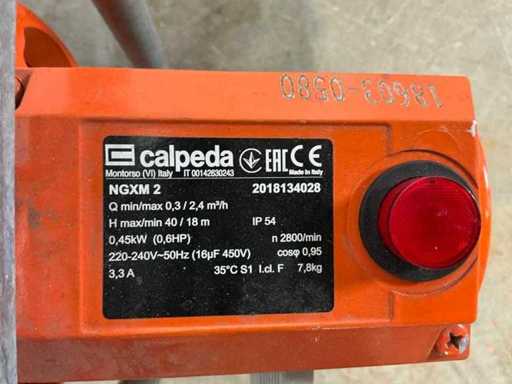 calpeda EAC CE
Montorso (VI) Italy IT 00142630243 Made in Italy
NGXM 2 2018134028
Q min/max 0,3 / 2,4 m³/h
H max/min 40 / 18 m IP 54
0,45kW (0,6HP) n 2800/min
220-240V~50Hz (16µF 450V) cosφ 0,95
3,3 A 35°C S1 I.cl. F 7,8kg
18603-0580